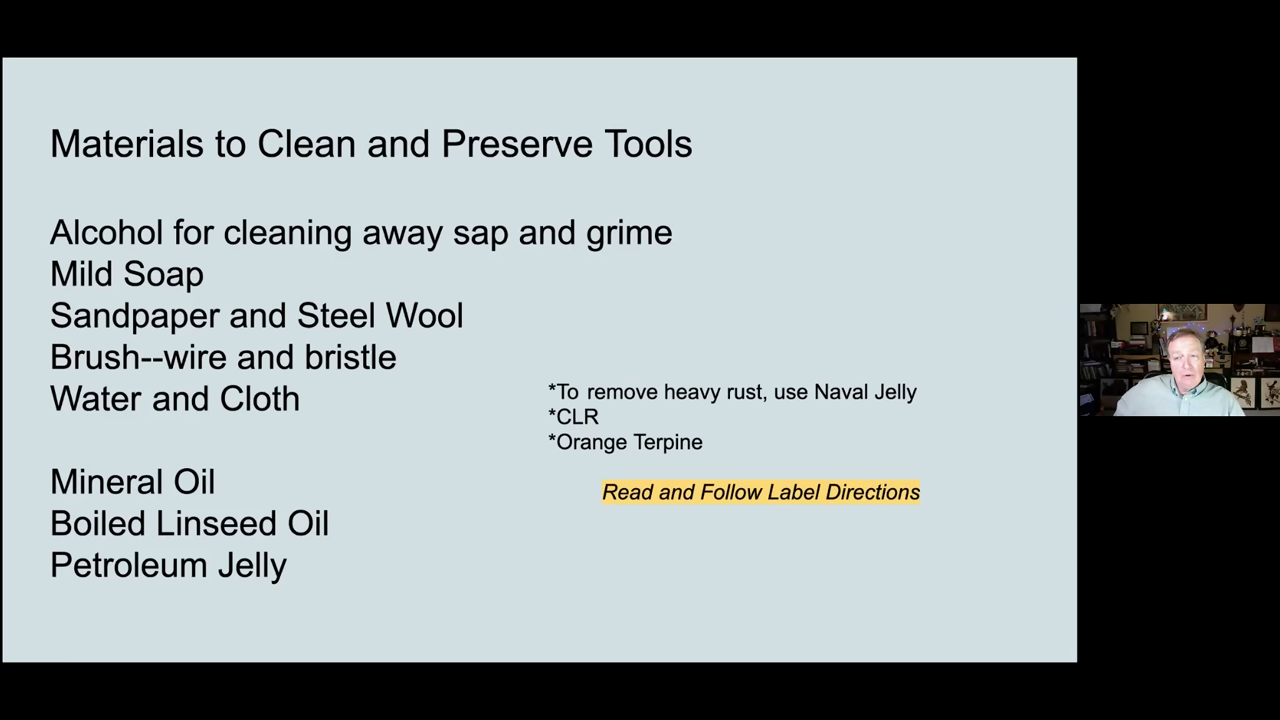 Materials to Clean and Preserve Tools
Alcohol for cleaning away sap and grime
Mild Soap
Sandpaper and Steel Wool
Brush--wire and bristle
Water and Cloth
*To remove heavy rust, use Naval Jelly
*CLR
*Orange Terpine
Read and Follow Label Directions
Mineral Oil
Boiled Linseed Oil
Petroleum Jelly